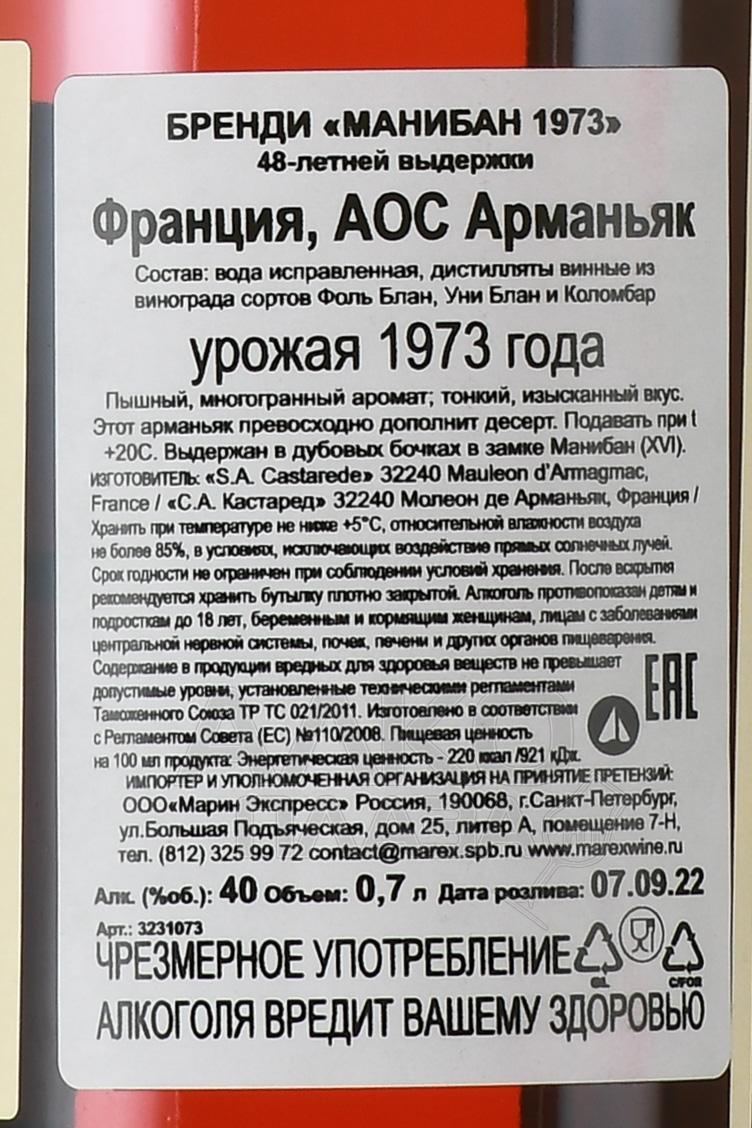 БРЕНДИ «МАНИБАН 1973»
48-летней выдержки
Франция, АОС Арманьяк
Состав: вода исправленная, дистилляты винные из
винограда сортов Фоль Блан, Уни Блан и Коломбар
урожая 1973 года
Пышный, многогранный аромат; тонкий, изысканный вкус.
Этот арманьяк превосходно дополнит десерт. Подавать при t
+20С. Выдержан в дубовых бочках в замке Манибан (XVI).
ИЗГОТОВИТЕЛЬ: «S.A. Castarede» 32240 Mauleon d'Armagmac,
France / «С.А. Кастаред» 32240 Молеон де Арманьяк, Франция /
Хранить при температуре не ниже +5°С, относительной влажности воздуха
не более 85%, в условиях, исключающих воздействие прямых солнечных лучей.
Срок годности не ограничен при соблюдении условий хранения. После вскрытия
рекомендуется хранить бутылку плотно закрытой. Алкоголь противопоказан детям и
подросткам до 18 лет, беременным и кормящим женщинам, лицам с заболеваниями
центральной нервной системы, почек, печени и других органов пищеварения.
Содержание в продукции вредных для здоровья веществ не превышает
допустимые уровни, установленные техническими регламентами
Таможенного Союза ТР ТС 021/2011. Изготовлено в соответствии
с Регламентом Совета (ЕС) №110/2008. Пищевая ценность
на 100 мл продукта: Энергетическая ценность - 220 ккал /921 кДж.
EAC
ИМПОРТЕР И УПОЛНОМОЧЕННАЯ ОРГАНИЗАЦИЯ НА ПРИНЯТИЕ ПРЕТЕНЗИЙ:
ООО«Марин Экспресс» Россия, 190068, г.Санкт-Петербург,
ул.Большая Подъяческая, дом 25, литер А, помещение 7-Н,
тел. (812) 325 99 72 contact@marex.spb.ru www.marexwine.ru
Алк. (%об.): 40 Объем: 0,7 л Дата розлива: 07.09.22
Арт.: 3231073
ЧРЕЗМЕРНОЕ УПОТРЕБЛЕНИЕ
GL C/FOR
АЛКОГОЛЯ ВРЕДИТ ВАШЕМУ ЗДОРОВЬЮ